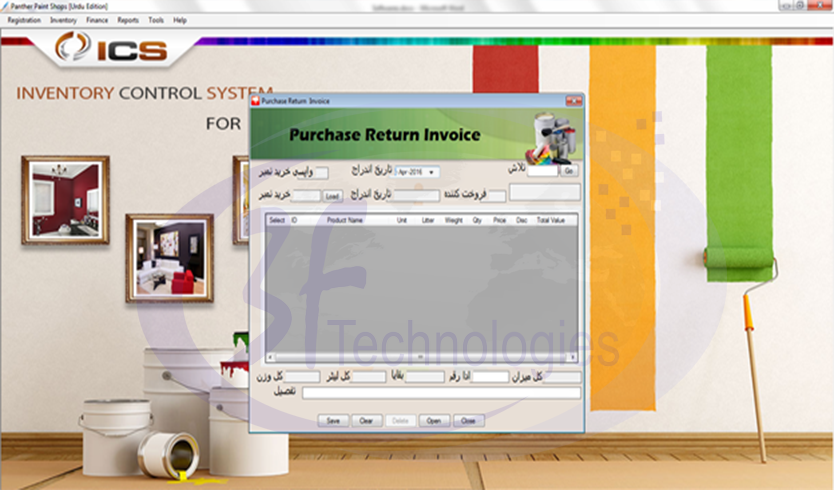 Panther Paint Shops [Urdu Edition]
Registration Inventory Finance Reports Tools Help
ICS
INVENTORY CONTROL SYSTEM
FOR
Purchase Return Invoice
Purchase Return Invoice
واپسی خرید نمبر تاریخ اندراج Apr-2016 تلاش Go
خرید نمبر Load تاریخ اندراج فروخت کننده
Select ID Product Name Unit Liter Weight Qty Price Disc Total Value
3f Technologies
کل وزن کل لیٹر بقایا ادا رقم کل میزان
تفصیل
Save Clear Delete Open Close